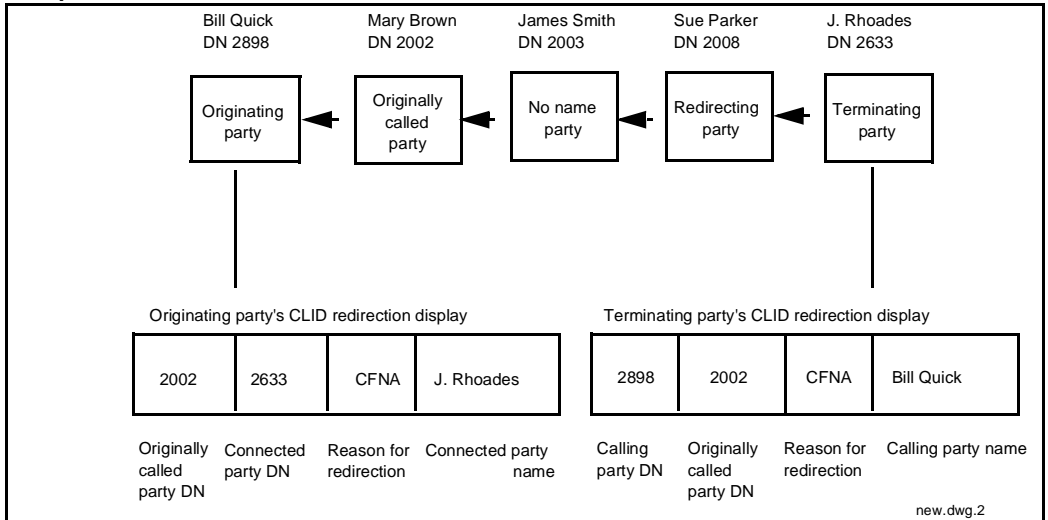 Bill Quick
DN 2898
Mary Brown
DN 2002
James Smith
DN 2003
Sue Parker
DN 2008
J. Rhoades
DN 2633
Originating
party
Originally
called
party
No name
party
Redirecting
party
Terminating
party
Originating party's CLID redirection display
2002
2633
CFNA
J. Rhoades
Originally
called
party DN
Connected
party DN
Reason for
redirection
Connected party
name
Terminating party's CLID redirection display
2898
2002
CFNA
Bill Quick
Calling
party DN
Originally
called
party DN
Reason for
redirection
Calling party name
new.dwg.2